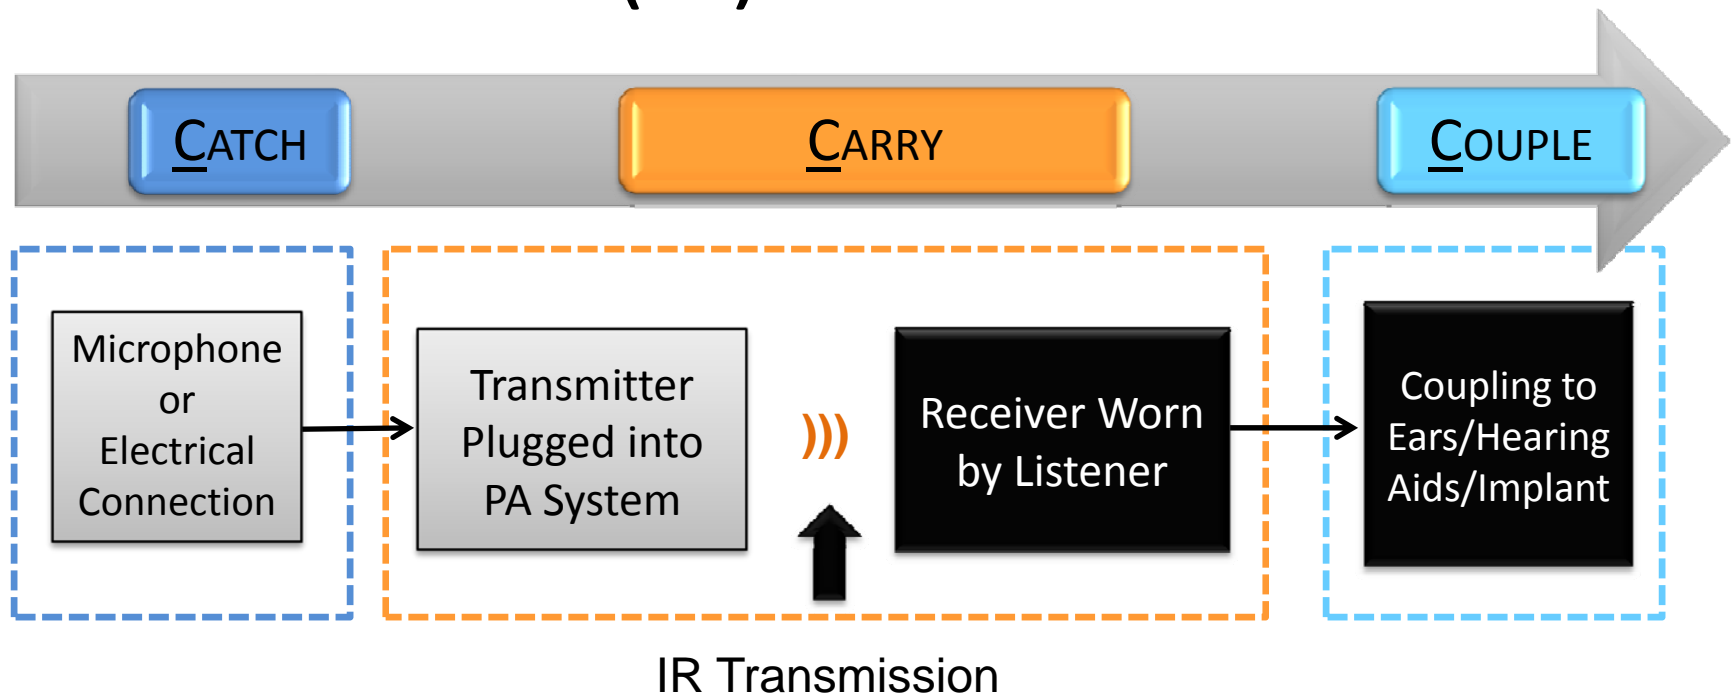 CATCH
CARRY
COUPLE
Microphone
or
Electrical
Connection
Transmitter
Plugged into
PA System
)))
Receiver Worn
by Listener
Coupling to
Ears/Hearing
Aids/Implant
IR Transmission